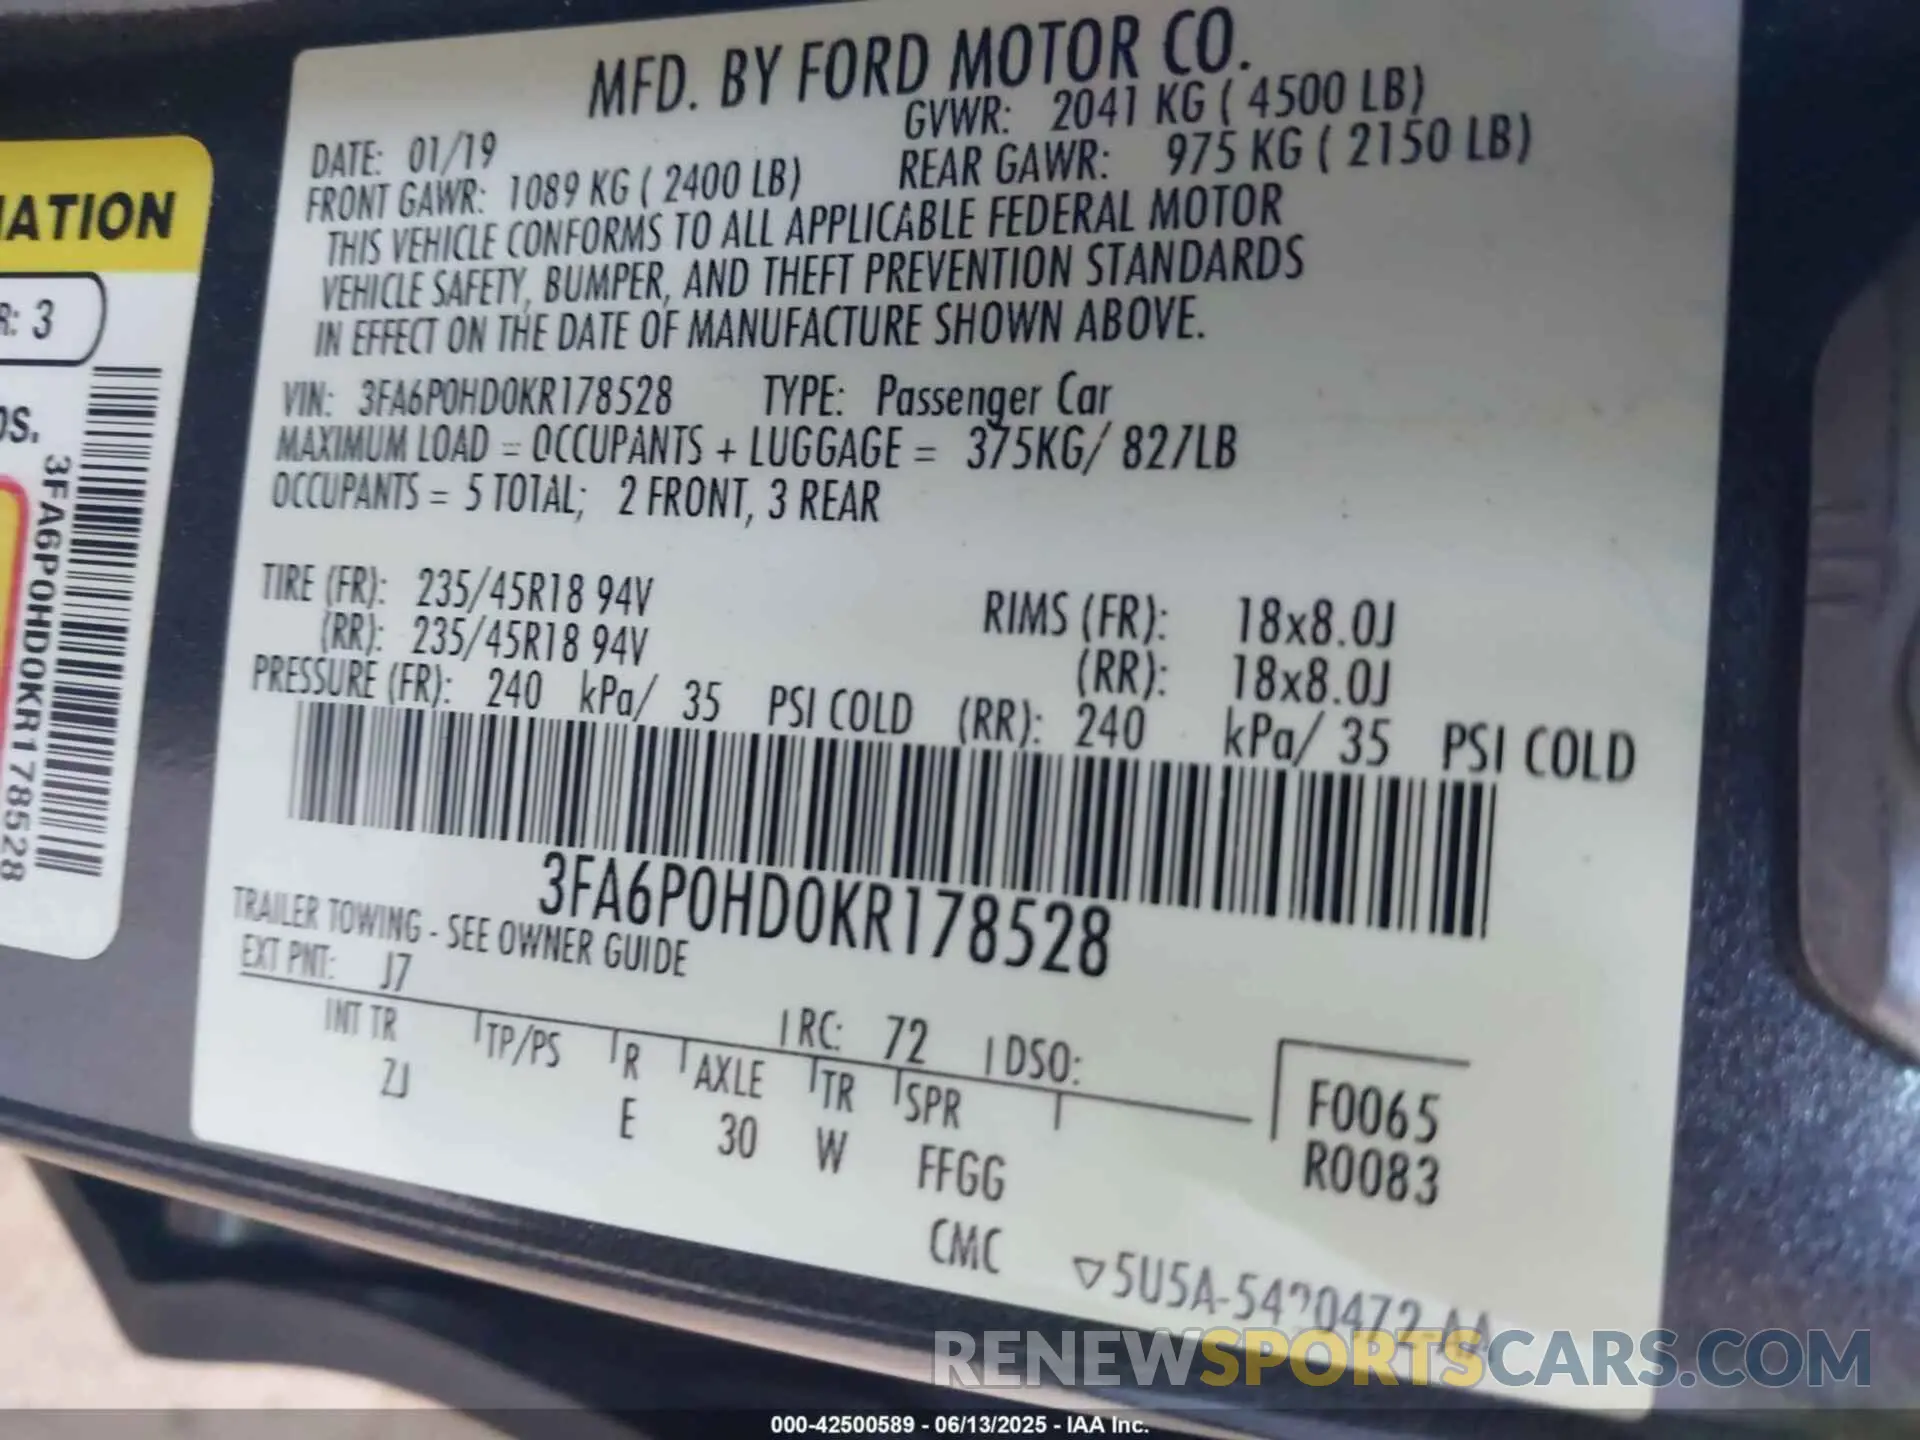 MFD. BY FORD MOTOR CO.
DATE: 01/19 GVWR: 2041 KG ( 4500 LB)
FRONT GAWR: 1089 KG ( 2400 LB) REAR GAWR: 975 KG ( 2150 LB)
THIS VEHICLE CONFORMS TO ALL APPLICABLE FEDERAL MOTOR
VEHICLE SAFETY, BUMPER, AND THEFT PREVENTION STANDARDS
IN EFFECT ON THE DATE OF MANUFACTURE SHOWN ABOVE.
VIN: 3FA6P0HD0KR178528 TYPE: Passenger Car
MAXIMUM LOAD = OCCUPANTS + LUGGAGE = 375KG/ 827LB
OCCUPANTS = 5 TOTAL; 2 FRONT, 3 REAR
TIRE (FR): 235/45R18 94V RIMS (FR): 18x8.0J
(RR): 235/45R18 94V (RR): 18x8.0J
PRESSURE (FR): 240 kPa/ 35 PSI COLD (RR): 240 kPa/ 35 PSI COLD
3FA6P0HD0KR178528
TRAILER TOWING - SEE OWNER GUIDE
EXT PNT: J7 RC: 72 DSO:
INT TR TP/PS R AXLE TR SPR
ZJ E 30 W FFGG
CMC
F0065
R0083
5U5A-5420472-AA
R: 3
3FA6P0HD0KR178528
RENEWSPORTSCARS.COM
000-42500589 - 06/13/2025 - IAA Inc.